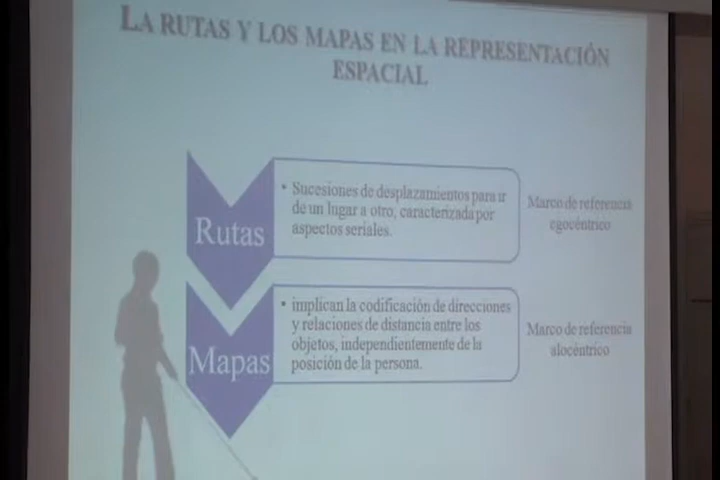 LA RUTAS Y LOS MAPAS EN LA REPRESENTACIÓN
ESPACIAL
Rutas
• Sucesiones de desplazamientos para ir
de un lugar a otro, caracterizada por
aspectos seriales.
Marco de referencia
egocéntrico
Mapas
• implican la codificación de direcciones
y relaciones de distancia entre los
objetos, independientemente de la
posición de la persona.
Marco de referencia
alocéntrico